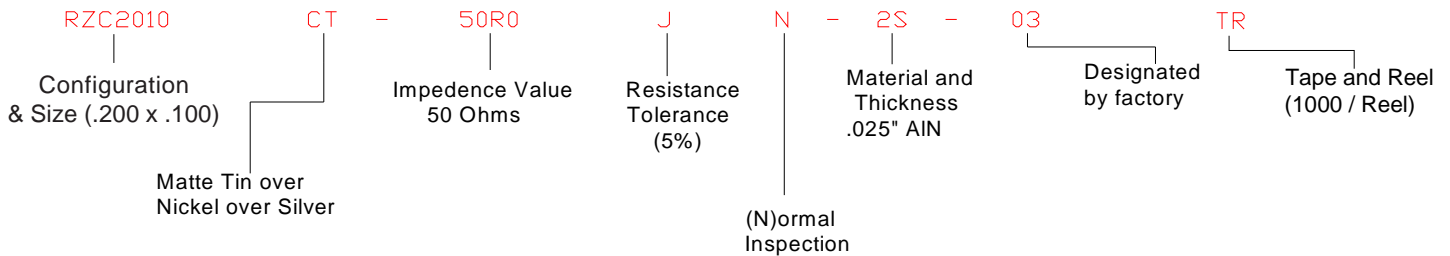 RZC2010 CT - 50R0 J N - 2S - 03 TR
Configuration
& Size (.200 x .100)
Matte Tin over
Nickel over Silver
Impedence Value
50 Ohms
Resistance
Tolerance
(5%)
(N)ormal
Inspection
Material and
Thickness
.025" AlN
Designated
by factory
Tape and Reel
(1000 / Reel)